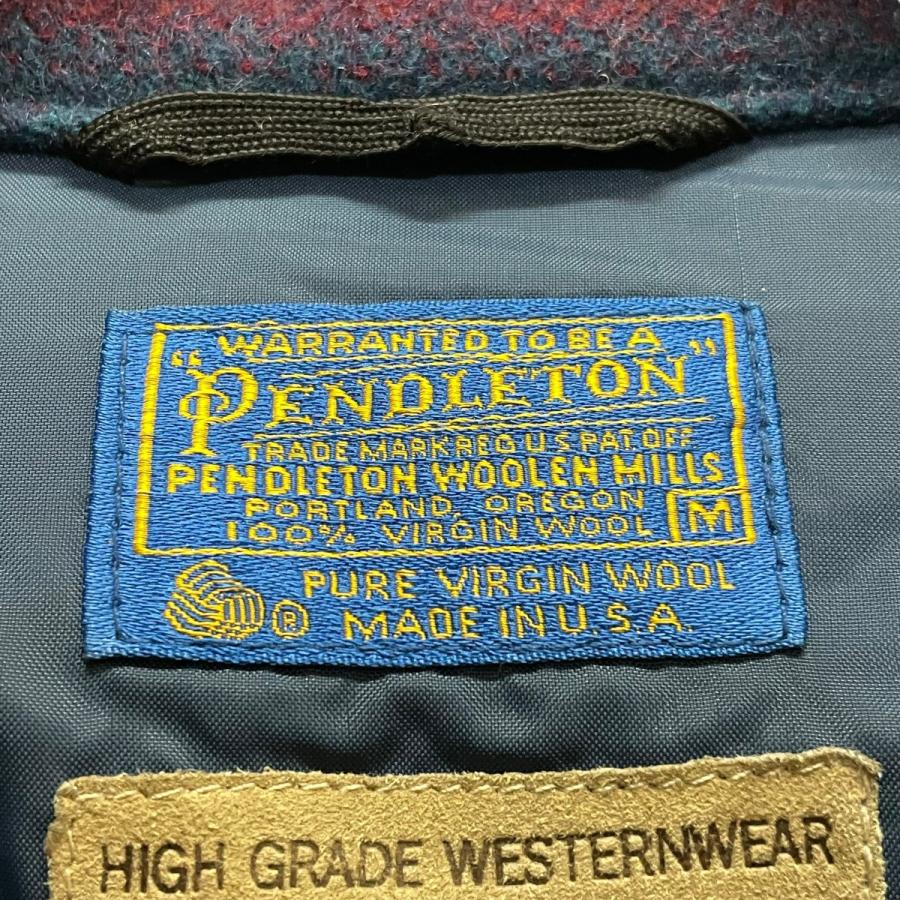 WARRANTED TO BE A
"PENDLETON"
TRADE MARK REG U.S. PAT. OFF
PENDLETON WOOLEN MILLS
PORTLAND, OREGON
100% VIRGIN WOOL M
PURE VIRGIN WOOL
® MADE IN U.S.A.
HIGH GRADE WESTERNWEAR